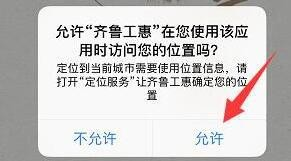 允许“齐鲁工惠”在您使用该应
用时访问您的位置吗?
定位到当前城市需要使用位置信息，请
打开“定位服务”让齐鲁工惠确定您的位
置
不允许
允许